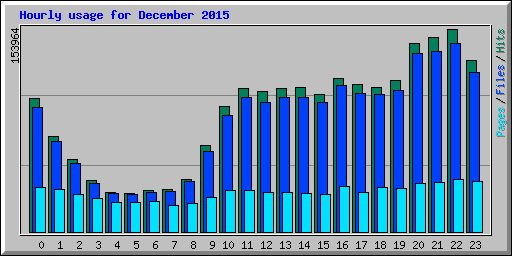 Hourly usage for December 2015
153964
Pages/Files/Hits
0 1 2 3 4 5 6 7 8 9 10 11 12 13 14 15 16 17 18 19 20 21 22 23